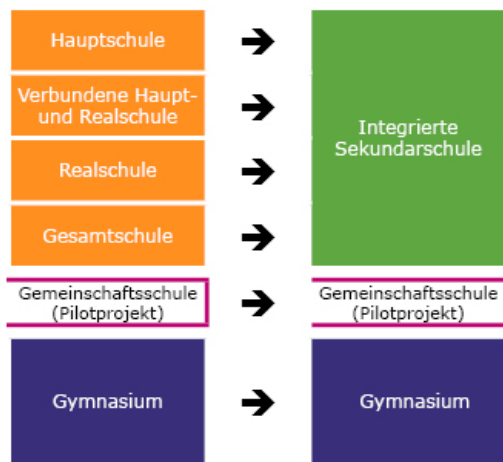 Hauptschule
Verbundene Haupt-
und Realschule
Realschule
Gesamtschule
Gemeinschaftsschule
(Pilotprojekt)
Gymnasium
Integrierte
Sekundarschule
Gemeinschaftsschule
(Pilotprojekt)
Gymnasium